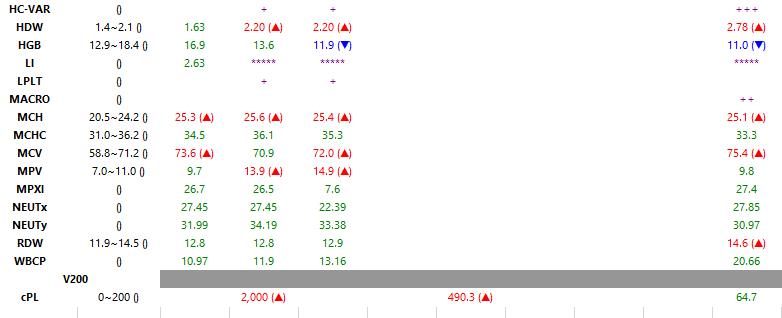 HC-VAR () + + +++
HDW 1.4~2.1 () 1.63 2.20 (▲) 2.20 (▲) 2.78 (▲)
HGB 12.9~18.4 () 16.9 13.6 11.9 (▼) 11.0 (▼)
LI () 2.63 ***** ***** *****
LPLT () + +
MACRO () ++
MCH 20.5~24.2 () 25.3 (▲) 25.6 (▲) 25.4 (▲) 25.1 (▲)
MCHC 31.0~36.2 () 34.5 36.1 35.3 33.3
MCV 58.8~71.2 () 73.6 (▲) 70.9 72.0 (▲) 75.4 (▲)
MPV 7.0~11.0 () 9.7 13.9 (▲) 14.9 (▲) 9.8
MPXI () 26.7 26.5 7.6 27.4
NEUTx () 27.45 27.45 22.39 27.85
NEUTy () 31.99 34.19 33.38 30.97
RDW 11.9~14.5 () 12.8 12.8 12.9 14.6 (▲)
WBCP () 10.97 11.9 13.16 20.66
V200
cPL 0~200 () 2,000 (▲) 490.3 (▲) 64.7